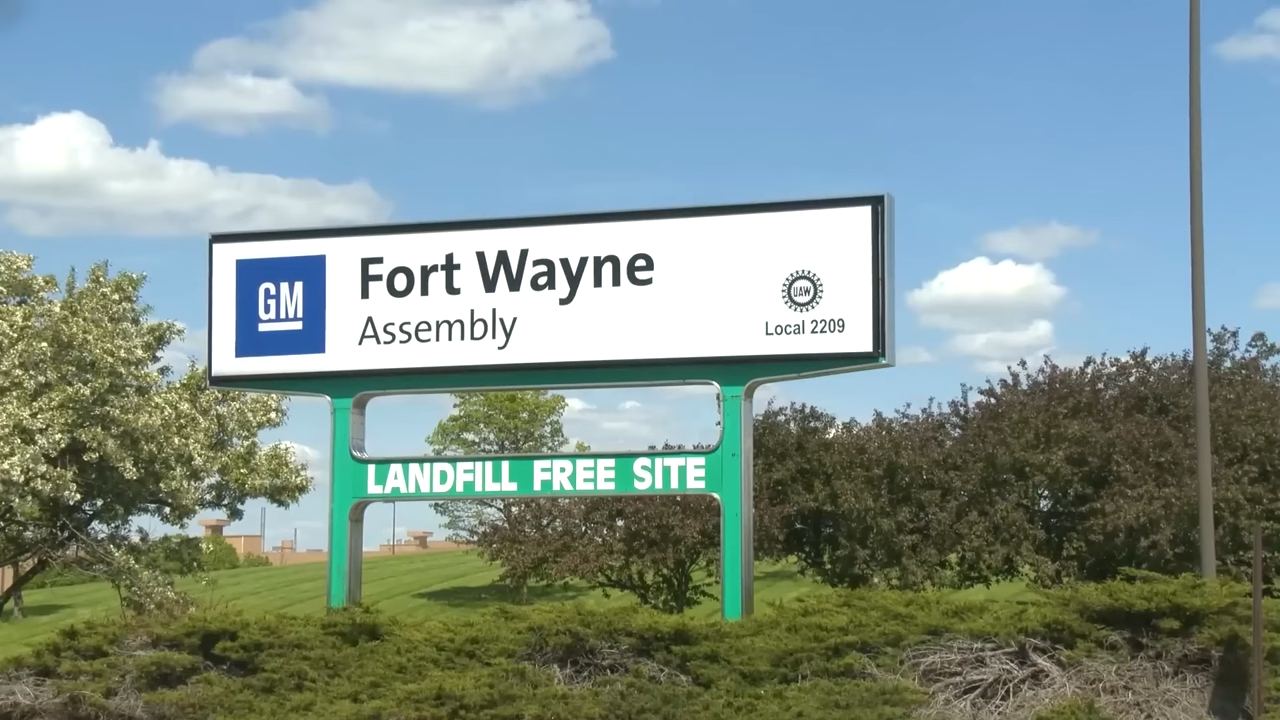 GM
Fort Wayne
Assembly
UAW
Local 2209
LANDFILL FREE SITE